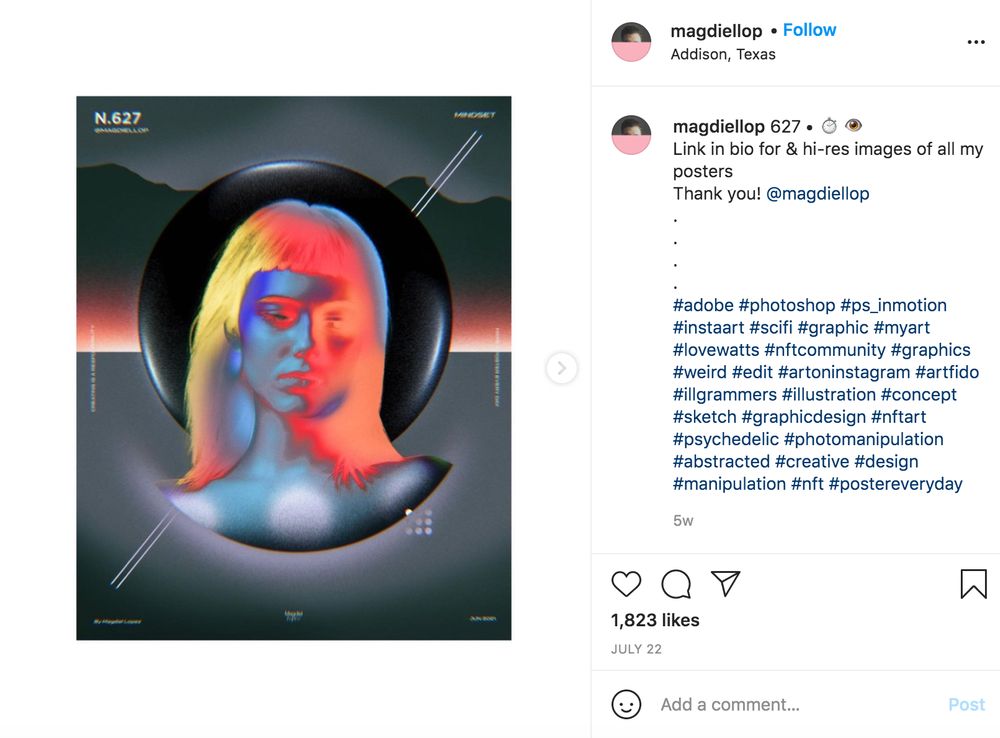 N.627
@MAGDIELLOP
MINDSET
By Magdiel Lopez
magdiellop • Follow
Addison, Texas
magdiellop 627 • ⏱️ 👁️
Link in bio for & hi-res images of all my
posters
Thank you! @magdiellop
.
.
.
.
#adobe #photoshop #ps_inmotion
#instaart #scifi #graphic #myart
#lovewatts #nftcommunity #graphics
#weird #edit #artoninstagram #artfido
#illgrammers #illustration #concept
#sketch #graphicdesign #nftart
#psychedelic #photomanipulation
#abstracted #creative #design
#manipulation #nft #postereveryday
5w
1,823 likes
JULY 22
Add a comment...
Post